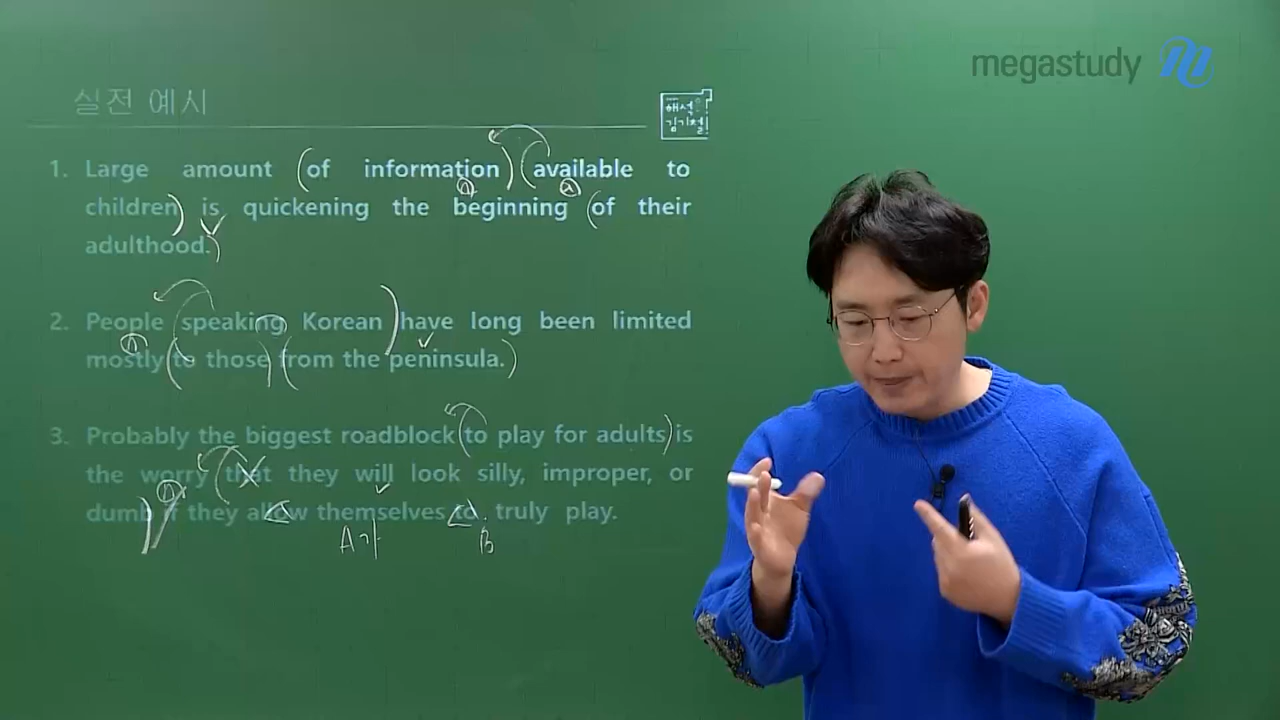 megastudy
실전 예시
해석
김기철
1. Large amount (of information) (available to
children) is quickening the beginning (of their
adulthood.)
2. People (speaking Korean) have long been limited
mostly (to those) (from the peninsula.)
3. Probably the biggest roadblock (to play for adults) is
the worry that they will look silly, improper, or
dumb if they allow themselves to truly play.
A가
B